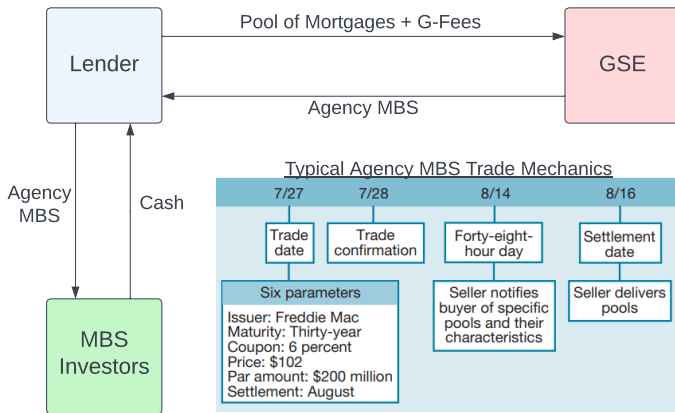 Pool of Mortgages + G-Fees
Lender
GSE
Agency MBS
Agency
MBS
Cash
MBS
Investors
Typical Agency MBS Trade Mechanics
7/27
7/28
8/14
8/16
Trade
date
Trade
confirmation
Forty-eight-
hour day
Settlement
date
Six parameters
Issuer: Freddie Mac
Maturity: Thirty-year
Coupon: 6 percent
Price: $102
Par amount: $200 million
Settlement: August
Seller notifies
buyer of specific
pools and their
characteristics
Seller delivers
pools